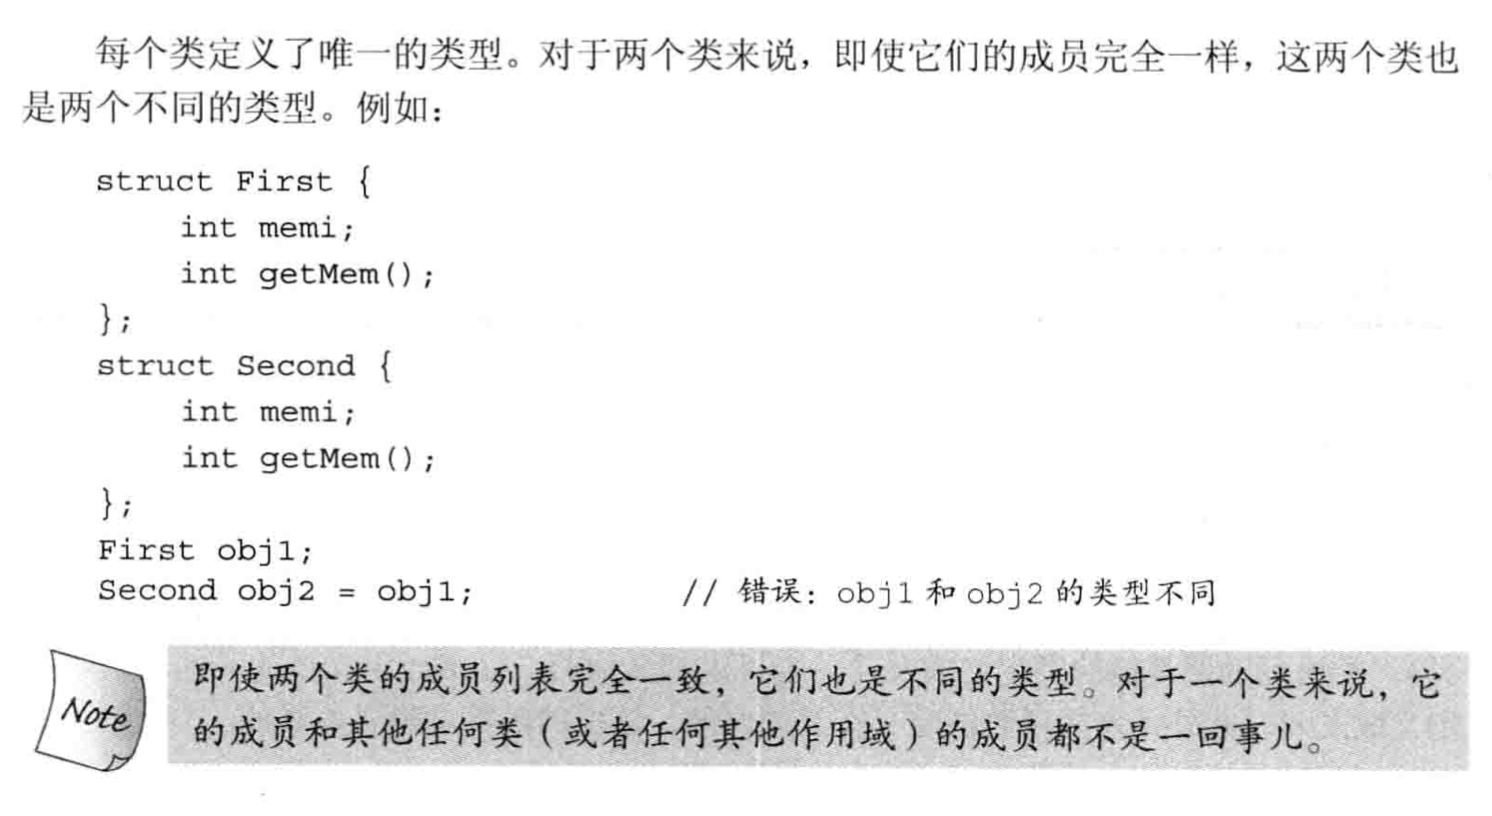 每个类定义了唯一的类型。对于两个类来说，即使它们的成员完全一样，这两个类也
是两个不同的类型。例如：
struct First {
int memi;
int getMem();
};
struct Second {
int memi;
int getMem();
};
First obj1;
Second obj2 = obj1; // 错误：obj1 和 obj2 的类型不同
Note
即使两个类的成员列表完全一致，它们也是不同的类型。对于一个类来说，它
的成员和其他任何类（或者任何其他作用域）的成员都不是一回事儿。